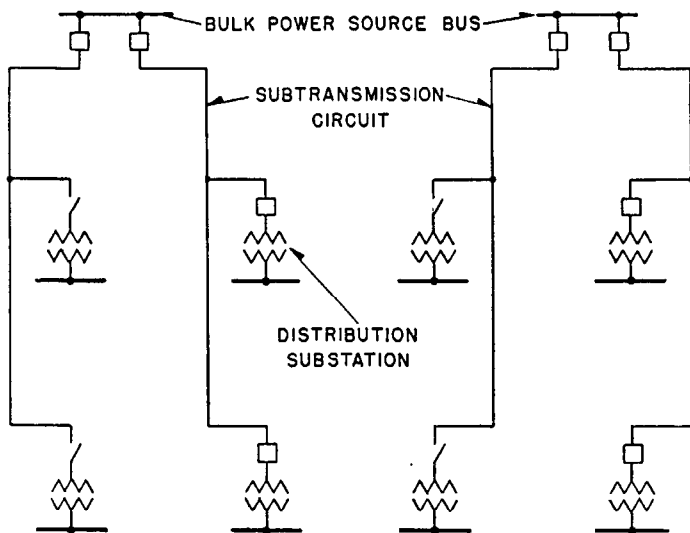 BULK POWER SOURCE BUS
SUBTRANSMISSION
CIRCUIT
DISTRIBUTION
SUBSTATION